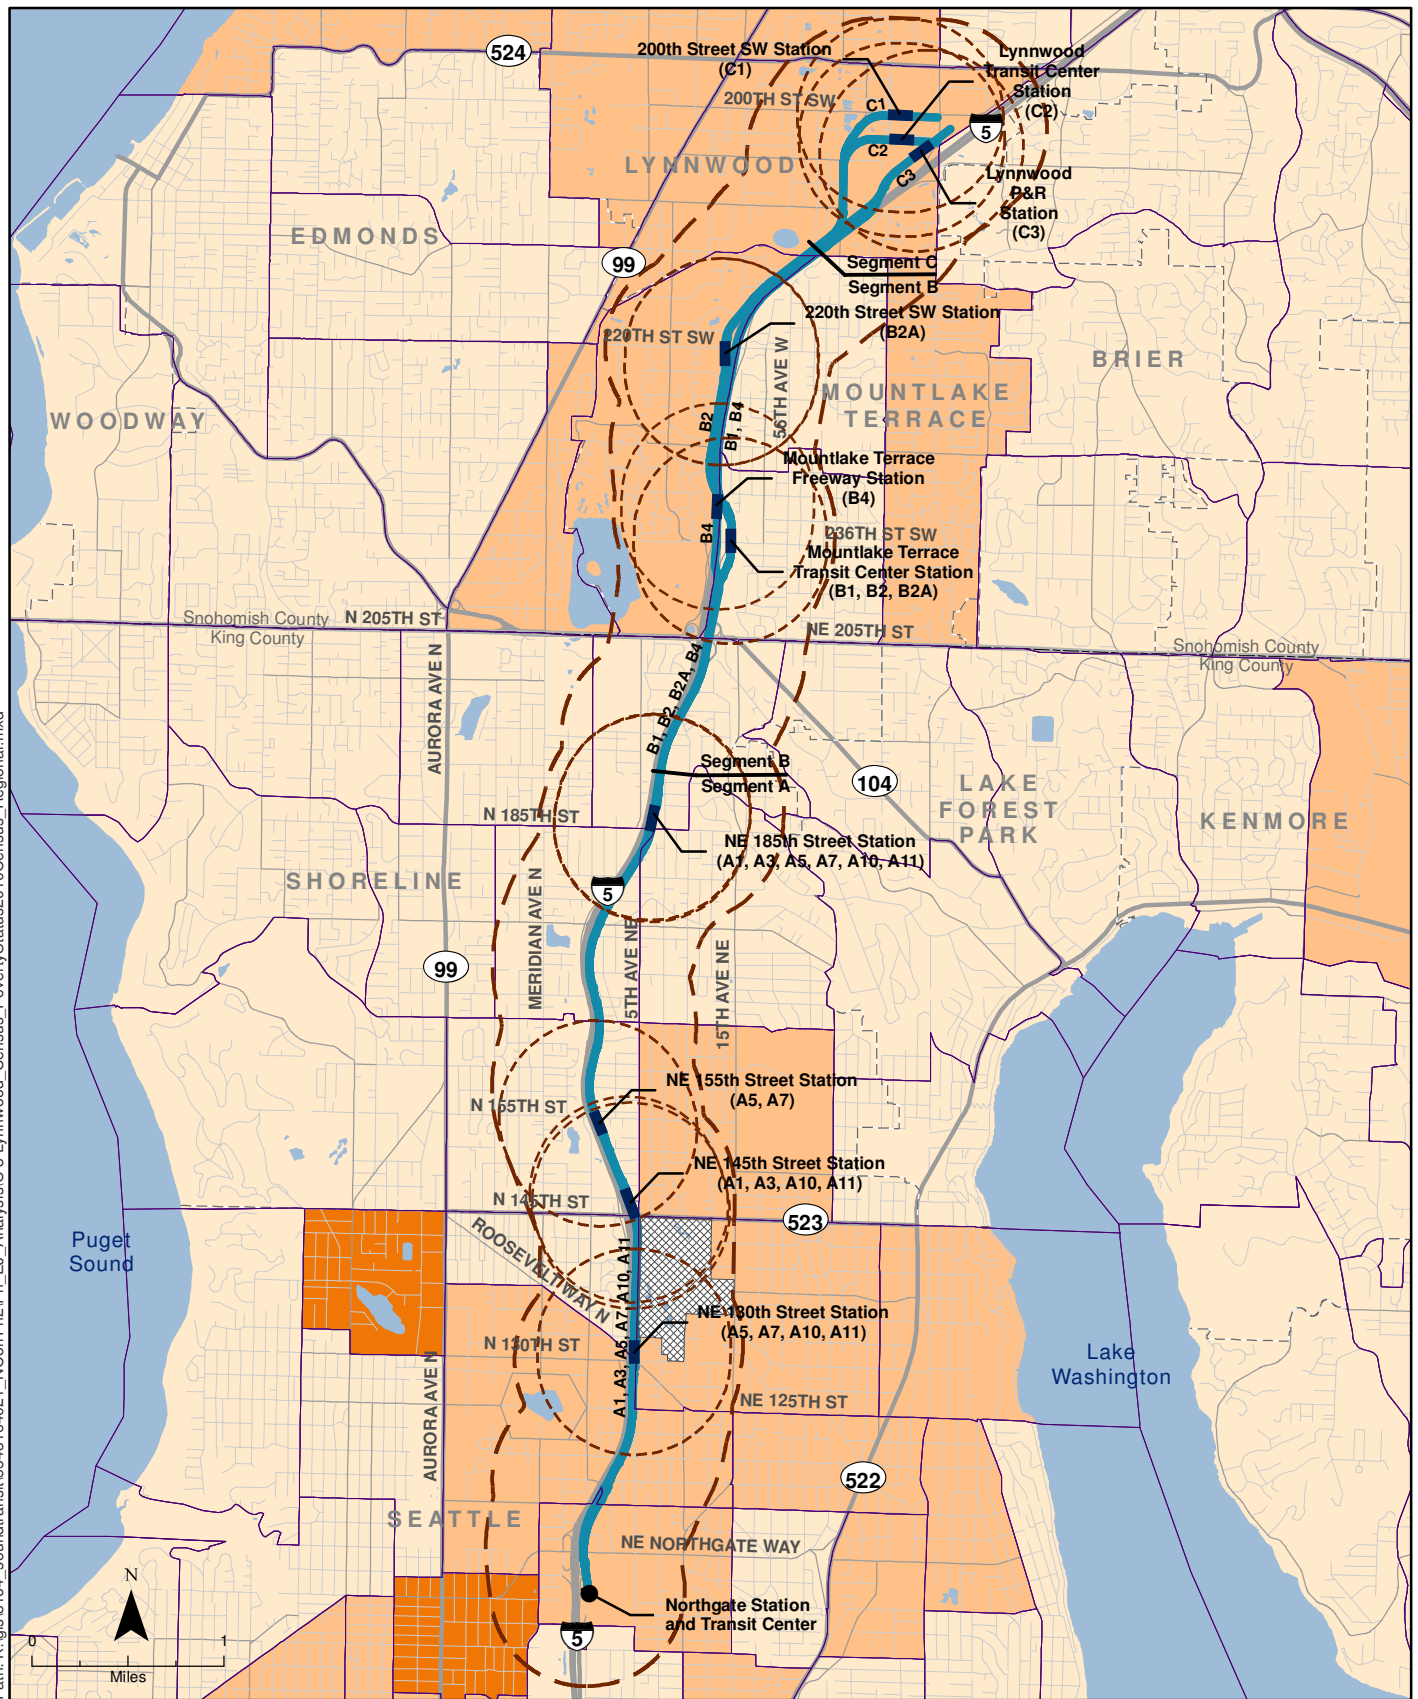 524
200th Street SW Station
(C1)
Lynnwood
Transit Center
Station
(C2)
200TH ST SW
C1
C2
C3
5
LYNNWOOD
Lynnwood
P&R
Station
(C3)
EDMONDS
99
Segment C
Segment B
220th Street SW Station
(B2A)
220TH ST SW
56TH AVE W
BRIER
MOUNTLAKE
TERRACE
WOODWAY
B2
B1, B4
Mountlake Terrace
Freeway Station
(B4)
B4
236TH ST SW
Mountlake Terrace
Transit Center Station
(B1, B2, B2A)
Snohomish County
King County
N 205TH ST
NE 205TH ST
Snohomish County
King County
AURORA AVE N
B1, B2, B2A, B4
Segment B
Segment A
104
LAKE
FOREST
PARK
KENMORE
N 185TH ST
NE 185th Street Station
(A1, A3, A5, A7, A10, A11)
SHORELINE
5
MERIDIAN AVE N
5TH AVE NE
15TH AVE NE
99
NE 155th Street Station
(A5, A7)
N 155TH ST
NE 145th Street Station
(A1, A3, A10, A11)
N 145TH ST
523
Puget
Sound
ROOSEVELT WAY N
A1, A3, A5, A7, A10, A11
NE 130th Street Station
(A5, A7, A10, A11)
N 130TH ST
Lake
Washington
AURORA AVE N
NE 125TH ST
522
SEATTLE
NE NORTHGATE WAY
N
Northgate Station
and Transit Center
5
0 1
Miles